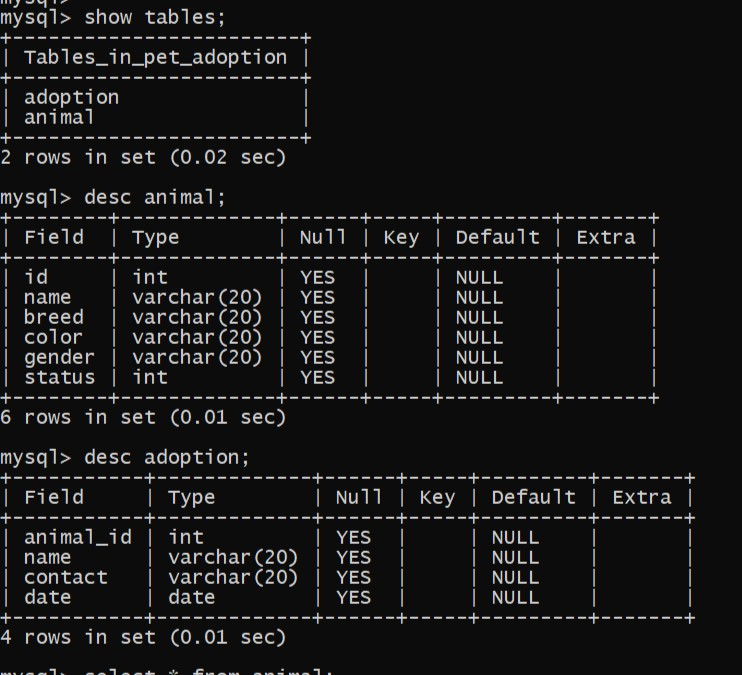 mysql>
mysql> show tables;
+------------------------+
| Tables_in_pet_adoption |
+------------------------+
| adoption               |
| animal                 |
+------------------------+
2 rows in set (0.02 sec)
mysql> desc animal;
+--------+-------------+------+-----+---------+-------+
| Field  | Type        | Null | Key | Default | Extra |
+--------+-------------+------+-----+---------+-------+
| id     | int         | YES  |     | NULL    |       |
| name   | varchar(20) | YES  |     | NULL    |       |
| breed  | varchar(20) | YES  |     | NULL    |       |
| color  | varchar(20) | YES  |     | NULL    |       |
| gender | varchar(20) | YES  |     | NULL    |       |
| status | int         | YES  |     | NULL    |       |
+--------+-------------+------+-----+---------+-------+
6 rows in set (0.01 sec)
mysql> desc adoption;
+-----------+-------------+------+-----+---------+-------+
| Field     | Type        | Null | Key | Default | Extra |
+-----------+-------------+------+-----+---------+-------+
| animal_id | int         | YES  |     | NULL    |       |
| name      | varchar(20) | YES  |     | NULL    |       |
| contact   | varchar(20) | YES  |     | NULL    |       |
| date      | date        | YES  |     | NULL    |       |
+-----------+-------------+------+-----+---------+-------+
4 rows in set (0.01 sec)
mysql> select * from animal;